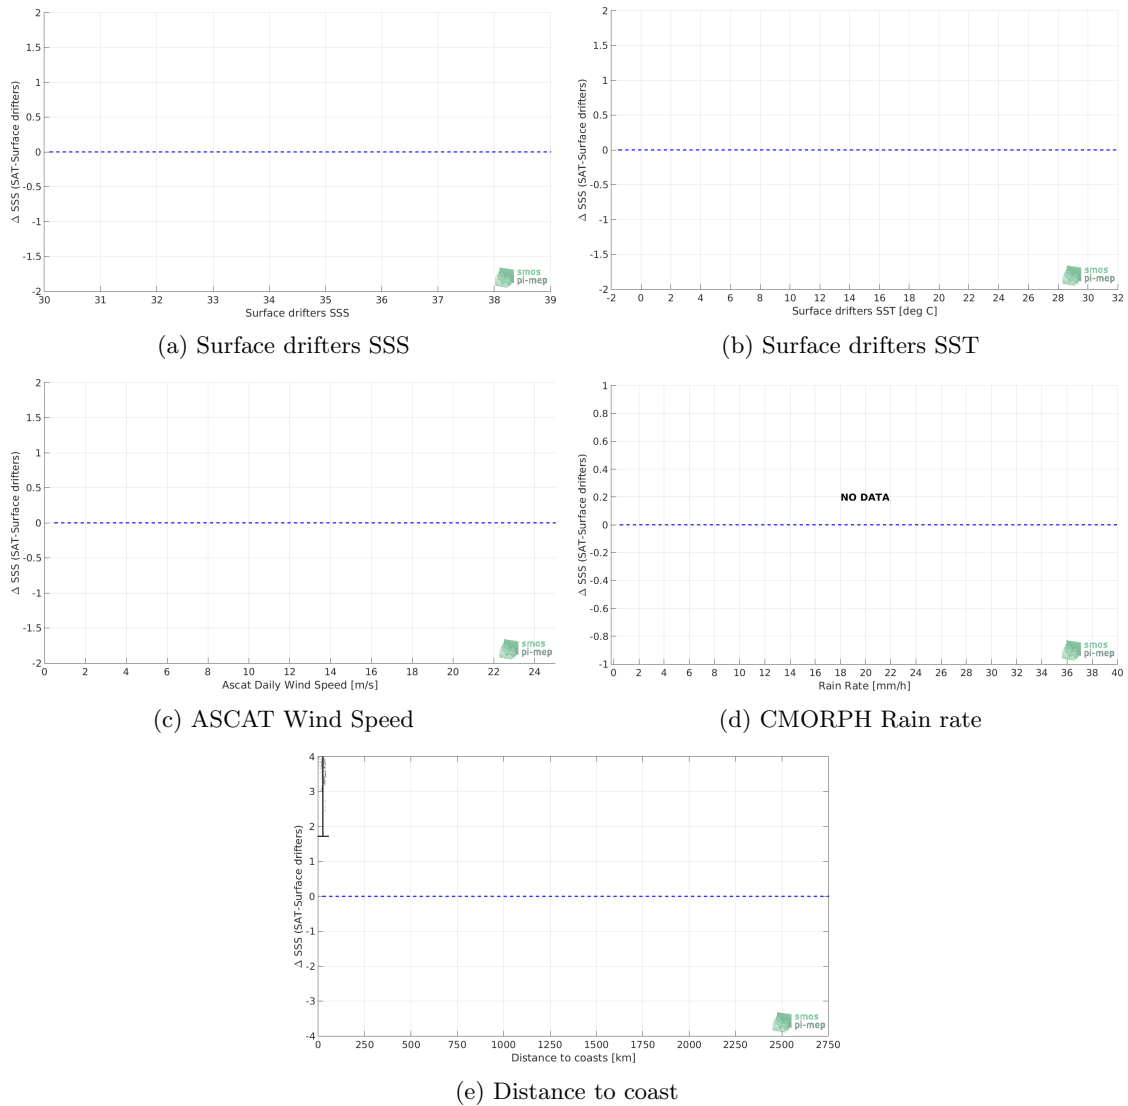 2
1.5
1
0.5
0
-0.5
-1
-1.5
-2
Δ SSS (SAT-Surface drifters)
30 31 32 33 34 35 36 37 38 39
Surface drifters SSS
smos
pi-mep
(a) Surface drifters SSS
2
1.5
1
0.5
0
-0.5
-1
-1.5
-2
Δ SSS (SAT-Surface drifters)
-2 0 2 4 6 8 10 12 14 16 18 20 22 24 26 28 30 32
Surface drifters SST [deg C]
smos
pi-mep
(b) Surface drifters SST
2
1.5
1
0.5
0
-0.5
-1
-1.5
-2
Δ SSS (SAT-Surface drifters)
0 2 4 6 8 10 12 14 16 18 20 22
Ascat Daily Wind Speed [m/s]
smos
pi-mep
(c) ASCAT Wind Speed
1
0.8
0.6
0.4
0.2
0
-0.2
-0.4
-0.6
-0.8
-1
Δ SSS (SAT-Surface drifters)
NO DATA
0 2 4 6 8 10 12 14 16 18 20 22 24 26 28 30 32 34 36 38 40
Rain Rate [mm/h]
smos
pi-mep
(d) CMORPH Rain rate
4
3
2
1
0
-1
-2
-3
-4
Δ SSS (SAT-Surface drifters)
0 250 500 750 1000 1250 1500 1750 2000 2250 2500 2750
Distance to coasts [km]
smos
pi-mep
(e) Distance to coast